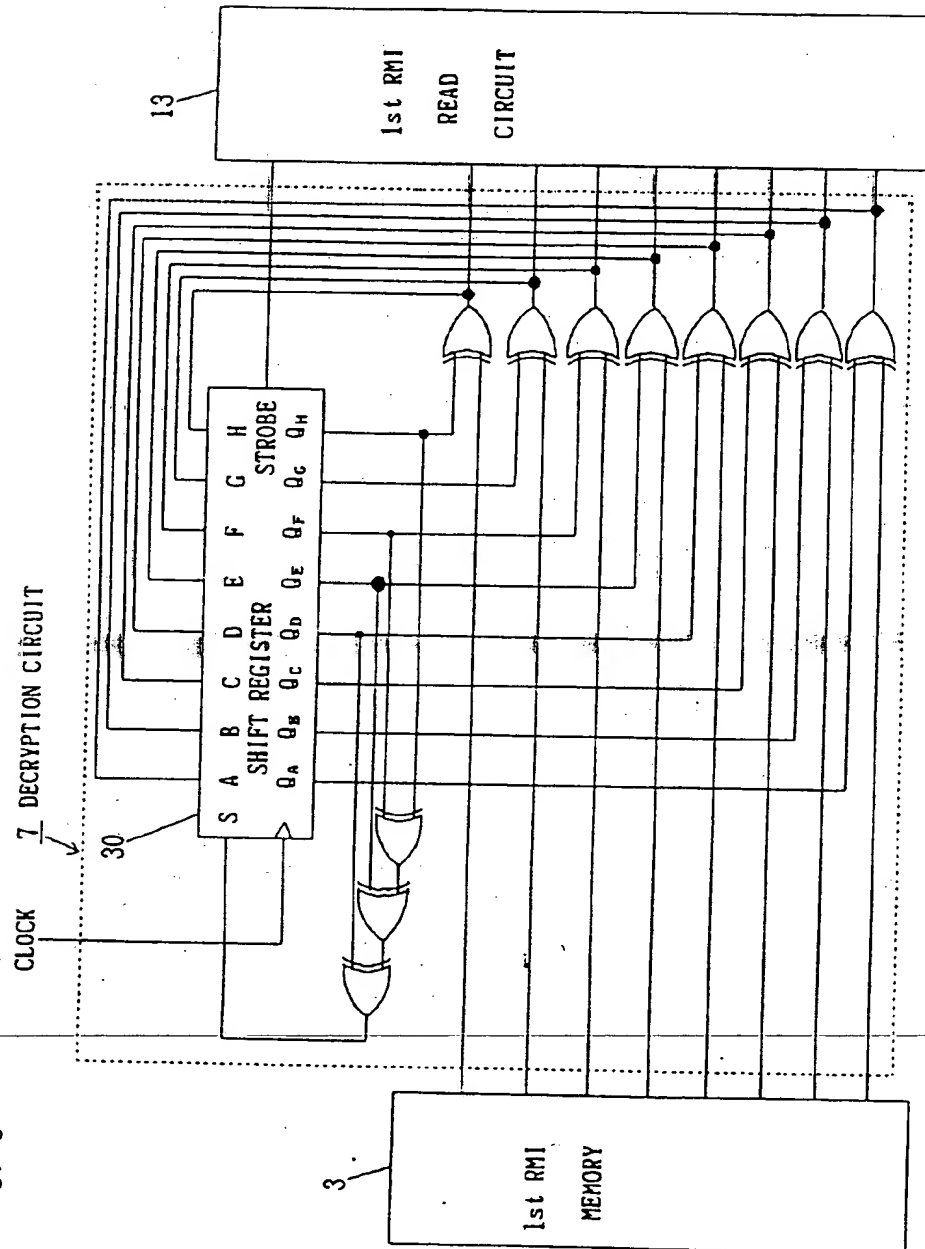 7 DECRYPTION CIRCUIT
CLOCK
30
S A B C D E F G H
SHIFT REGISTER
STROBE
QA QB QC QD QE QF QC QH
13
1st RMI
READ
CIRCUIT
3
1st RMI
MEMORY